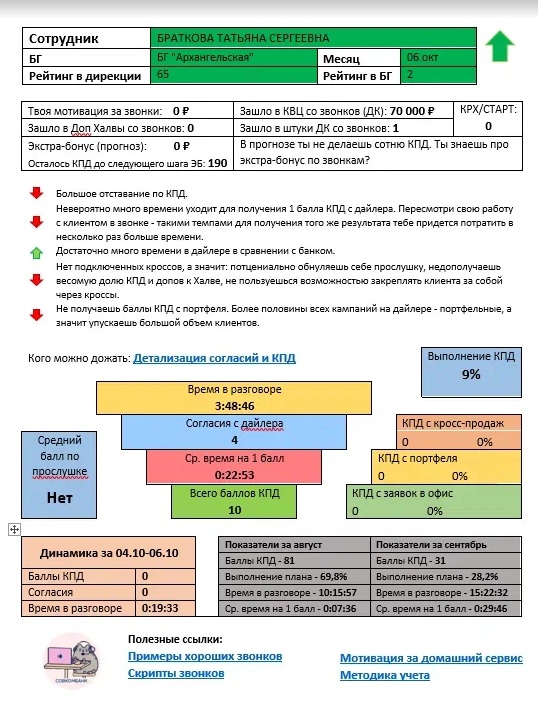 Сотрудник БРАТКОВА ТАТЬЯНА СЕРГЕЕВНА
БГ БГ "Архангельская" Месяц 06.окт
Рейтинг в дирекции 65 Рейтинг в БГ 2
Твоя мотивация за звонки: 0 ₽ Зашло в КВЦ со звонков (ДК): 70 000 ₽ КРХ/СТАРТ:
Зашло в Доп Халвы со звонков: 0 Зашло в штуки ДК со звонков: 1 0
Экстра-бонус (прогноз): 0 ₽ В прогнозе ты не делаешь сотню КПД. Ты знаешь про
Осталось КПД до следующего шага ЭБ: 190 экстра-бонус по звонкам?
Большое отставание по КПД.
Невероятно много времени уходит для получения 1 балла КПД с дайлера. Пересмотри свою работу
с клиентом в звонке - такими темпами для получения того же результата тебе придется потратить в
несколько раз больше времени.
Достаточно много времени в дайлере в сравнении с банком.
Нет подключенных кроссов, а значит: потциально обнуляешь себе прослушку, недополучаешь
весомую долю КПД и допов к Халве, не пользуешься возможностью закреплять клиента за собой
через кроссы.
Не получаешь баллы КПД с портфеля. Более половины всех кампаний на дайлере - портфельные, а
значит упускаешь большой объем клиентов.
Кого можно дожать: Детализация согласий и КПД
Выполнение КПД
9%
Время в разговоре
3:48:46
Согласия с дайлера
4
Ср. время на 1 балл
0:22:53
Всего баллов КПД
10
Средний
балл по
прослушке
Нет
КПД с кросс-продаж
0 0%
КПД с портфеля
0 0%
КПД с заявок в офис
0 0%
Динамика за 04.10-06.10
Баллы КПД 0
Согласия 0
Время в разговоре 0:19:33
Показатели за август Показатели за сентябрь
Баллы КПД - 81 Баллы КПД - 31
Выполнение плана - 69,8% Выполнение плана - 28,2%
Время в разговоре - 10:15:57 Время в разговоре - 15:22:32
Ср. время на 1 балл - 0:07:36 Ср. время на 1 балл - 0:29:46
СОВКОМБАНК
Полезные ссылки:
Примеры хороших звонков Мотивация за домашний сервис
Скрипты звонков Методика учета